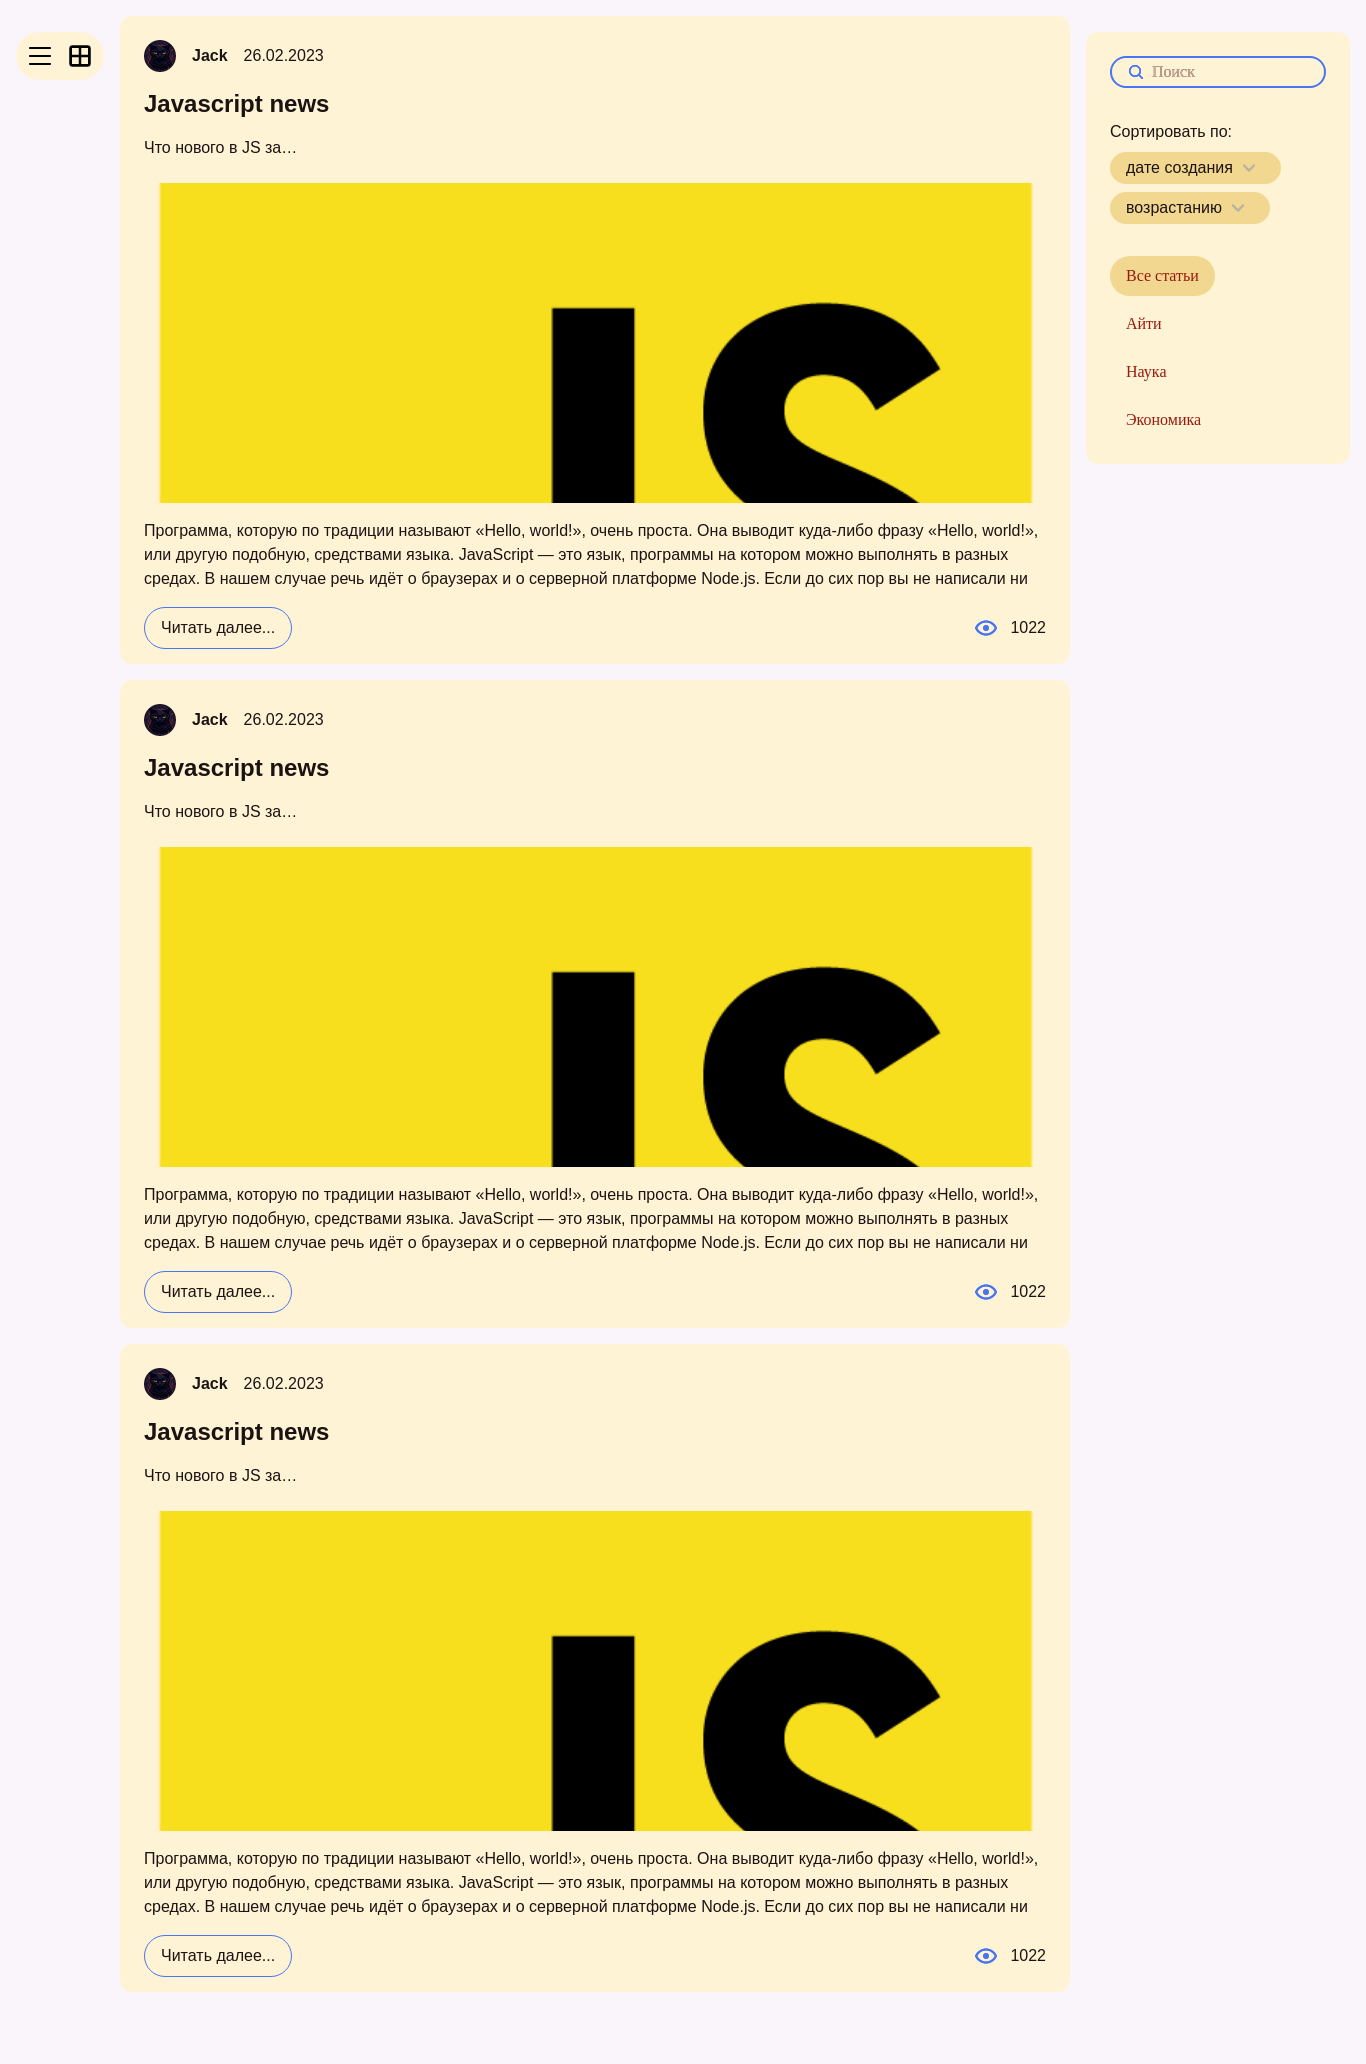 Jack 26.02.2023
Javascript news
Что нового в JS за…
JS
Программа, которую по традиции называют «Hello, world!», очень проста. Она выводит куда-либо фразу «Hello, world!»,
или другую подобную, средствами языка. JavaScript — это язык, программы на котором можно выполнять в разных
средах. В нашем случае речь идёт о браузерах и о серверной платформе Node.js. Если до сих пор вы не написали ни
Читать далее... 1022
Jack 26.02.2023
Javascript news
Что нового в JS за…
JS
Программа, которую по традиции называют «Hello, world!», очень проста. Она выводит куда-либо фразу «Hello, world!»,
или другую подобную, средствами языка. JavaScript — это язык, программы на котором можно выполнять в разных
средах. В нашем случае речь идёт о браузерах и о серверной платформе Node.js. Если до сих пор вы не написали ни
Читать далее... 1022
Jack 26.02.2023
Javascript news
Что нового в JS за…
JS
Программа, которую по традиции называют «Hello, world!», очень проста. Она выводит куда-либо фразу «Hello, world!»,
или другую подобную, средствами языка. JavaScript — это язык, программы на котором можно выполнять в разных
средах. В нашем случае речь идёт о браузерах и о серверной платформе Node.js. Если до сих пор вы не написали ни
Читать далее... 1022
Поиск
Сортировать по:
дате создания
возрастанию
Все статьи
Айти
Наука
Экономика